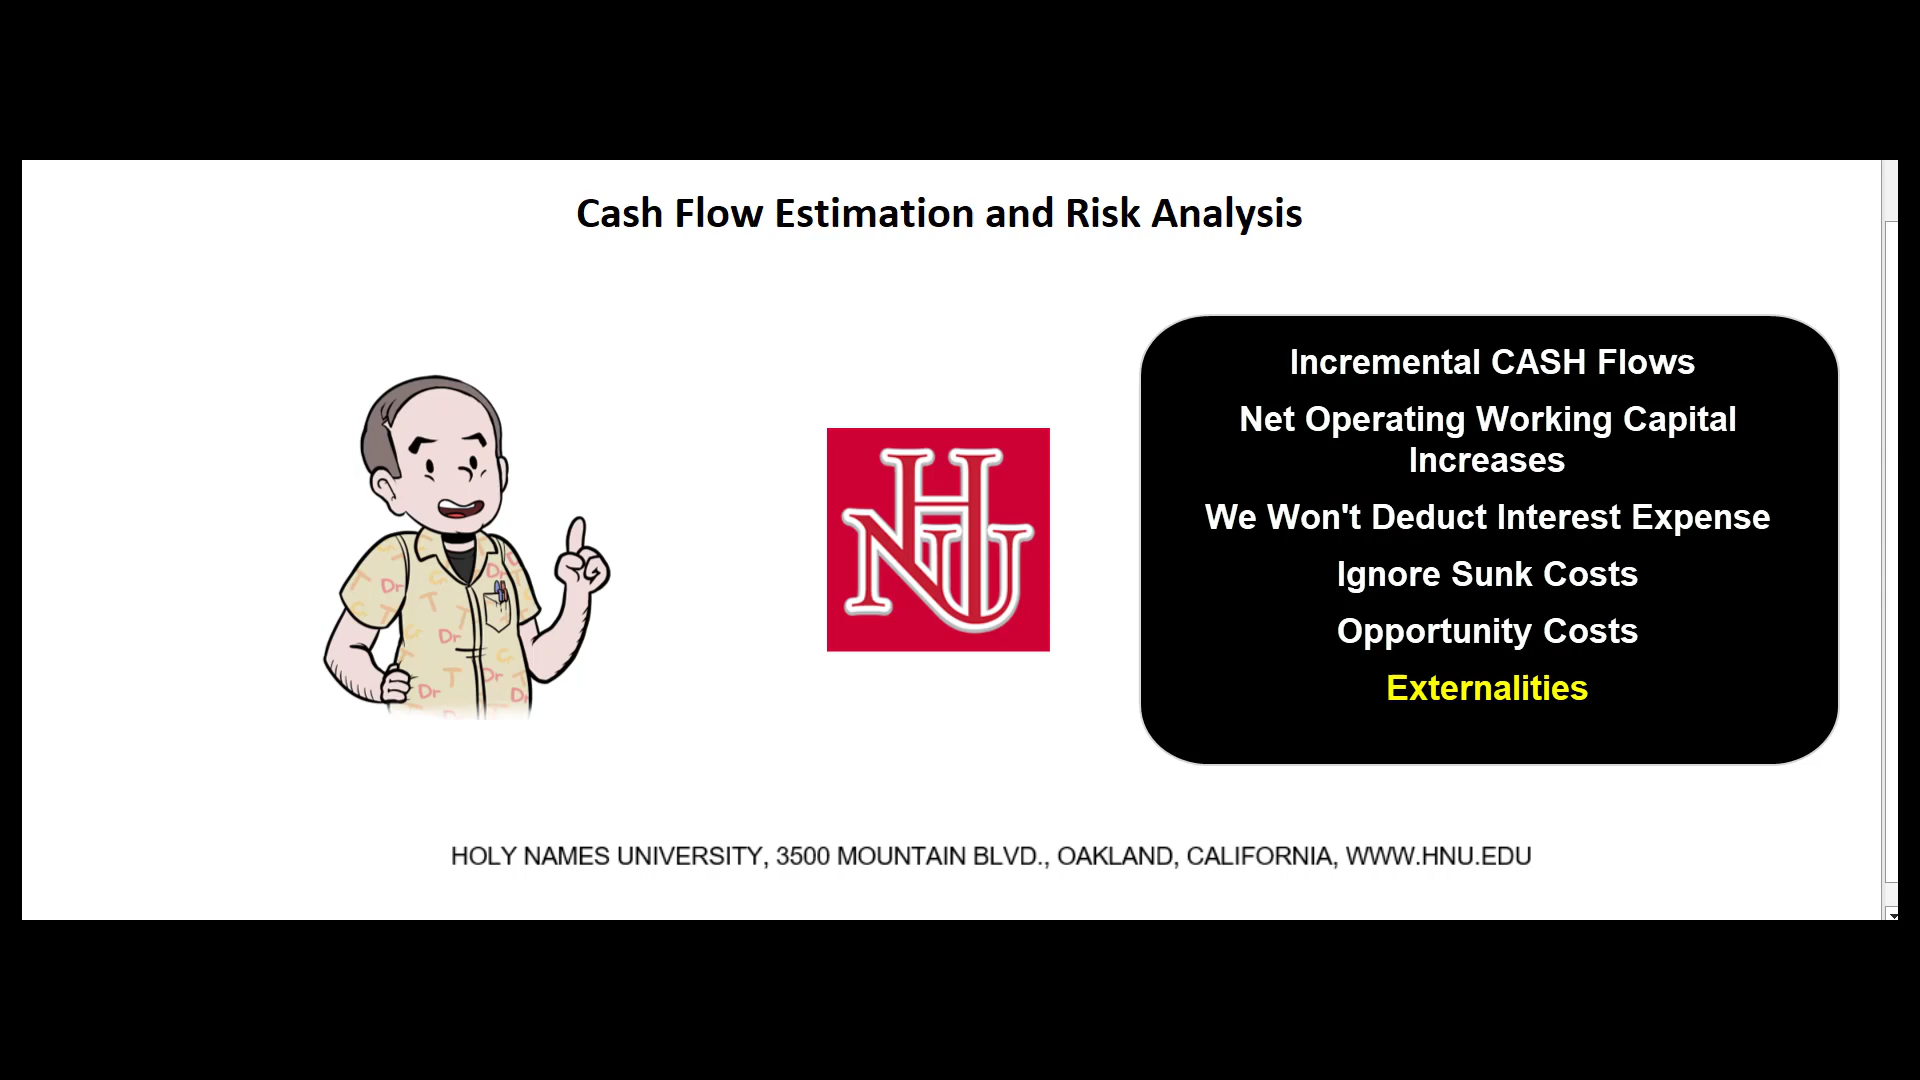 Cash Flow Estimation and Risk Analysis
Incremental CASH Flows
Net Operating Working Capital
Increases
We Won't Deduct Interest Expense
Ignore Sunk Costs
Opportunity Costs
Externalities
HNU
HOLY NAMES UNIVERSITY, 3500 MOUNTAIN BLVD., OAKLAND, CALIFORNIA, WWW.HNU.EDU